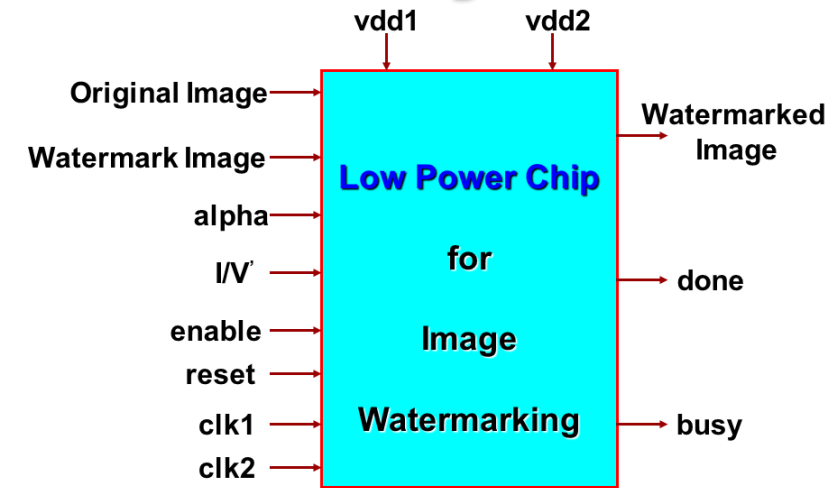 vdd1 vdd2
Original Image
Watermark Image
alpha
I/V’
enable
reset
clk1
clk2
Low Power Chip
for
Image
Watermarking
Watermarked
Image
done
busy